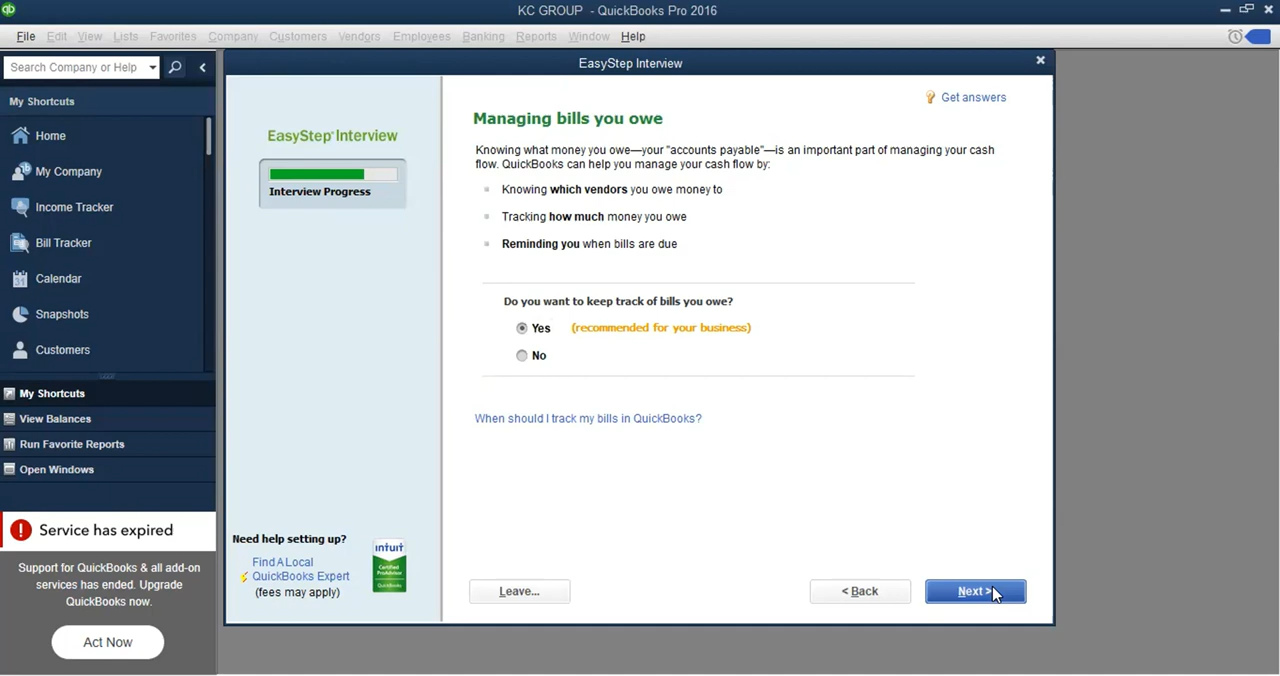 qb
KC GROUP - QuickBooks Pro 2016
File Edit View Lists Favorites Company Customers Vendors Employees Banking Reports Window Help
Search Company or Help
My Shortcuts
Home
My Company
Income Tracker
Bill Tracker
31 Calendar
Snapshots
Customers
My Shortcuts
View Balances
Run Favorite Reports
Open Windows
! Service has expired
Support for QuickBooks & all add-on
services has ended. Upgrade
QuickBooks now.
Act Now
EasyStep Interview
EasyStep® Interview
Interview Progress
Need help setting up?
Find A Local
QuickBooks Expert
(fees may apply)
intuit
Certified
ProAdvisor
QuickBooks
? Get answers
Managing bills you owe
Knowing what money you owe—your "accounts payable"—is an important part of managing your cash
flow. QuickBooks can help you manage your cash flow by:
Knowing which vendors you owe money to
Tracking how much money you owe
Reminding you when bills are due
Do you want to keep track of bills you owe?
Yes (recommended for your business)
No
When should I track my bills in QuickBooks?
Leave...
< Back
Next >